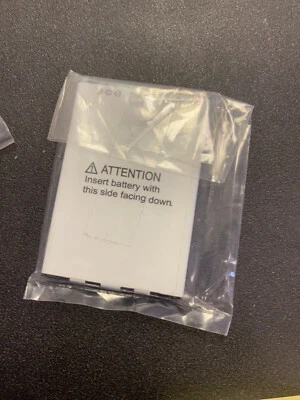 ⚠ ATTENTION
Insert battery with
this side facing down.